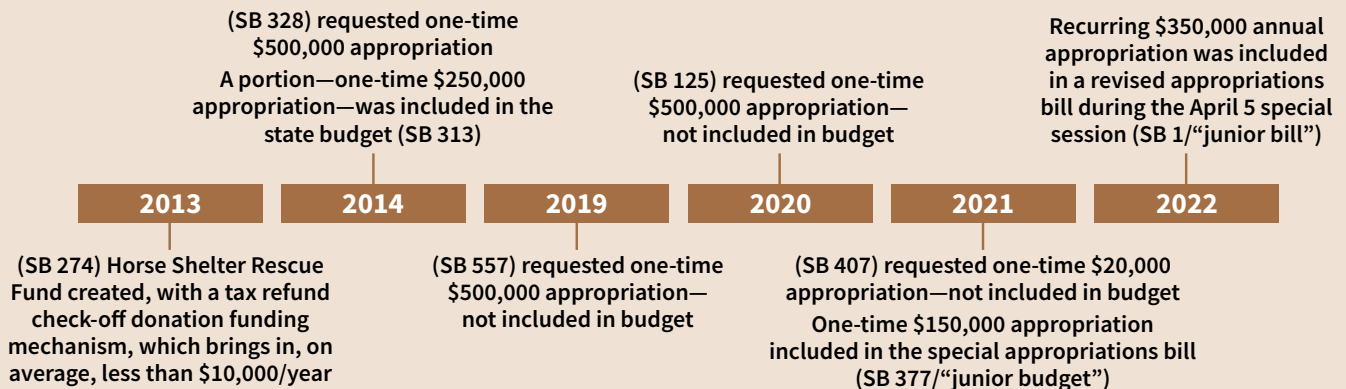 (SB 328) requested one-time
$500,000 appropriation
A portion—one-time $250,000
appropriation—was included in the
state budget (SB 313)
(SB 125) requested one-time
$500,000 appropriation—
not included in budget
Recurring $350,000 annual
appropriation was included
in a revised appropriations
bill during the April 5 special
session (SB 1/“junior bill”)
2013
2014
2019
2020
2021
2022
(SB 274) Horse Shelter Rescue
Fund created, with a tax refund
check-off donation funding
mechanism, which brings in, on
average, less than $10,000/year
(SB 557) requested one-time
$500,000 appropriation—
not included in budget
(SB 407) requested one-time $20,000
appropriation—not included in budget
One-time $150,000 appropriation
included in the special appropriations bill
(SB 377/“junior budget”)